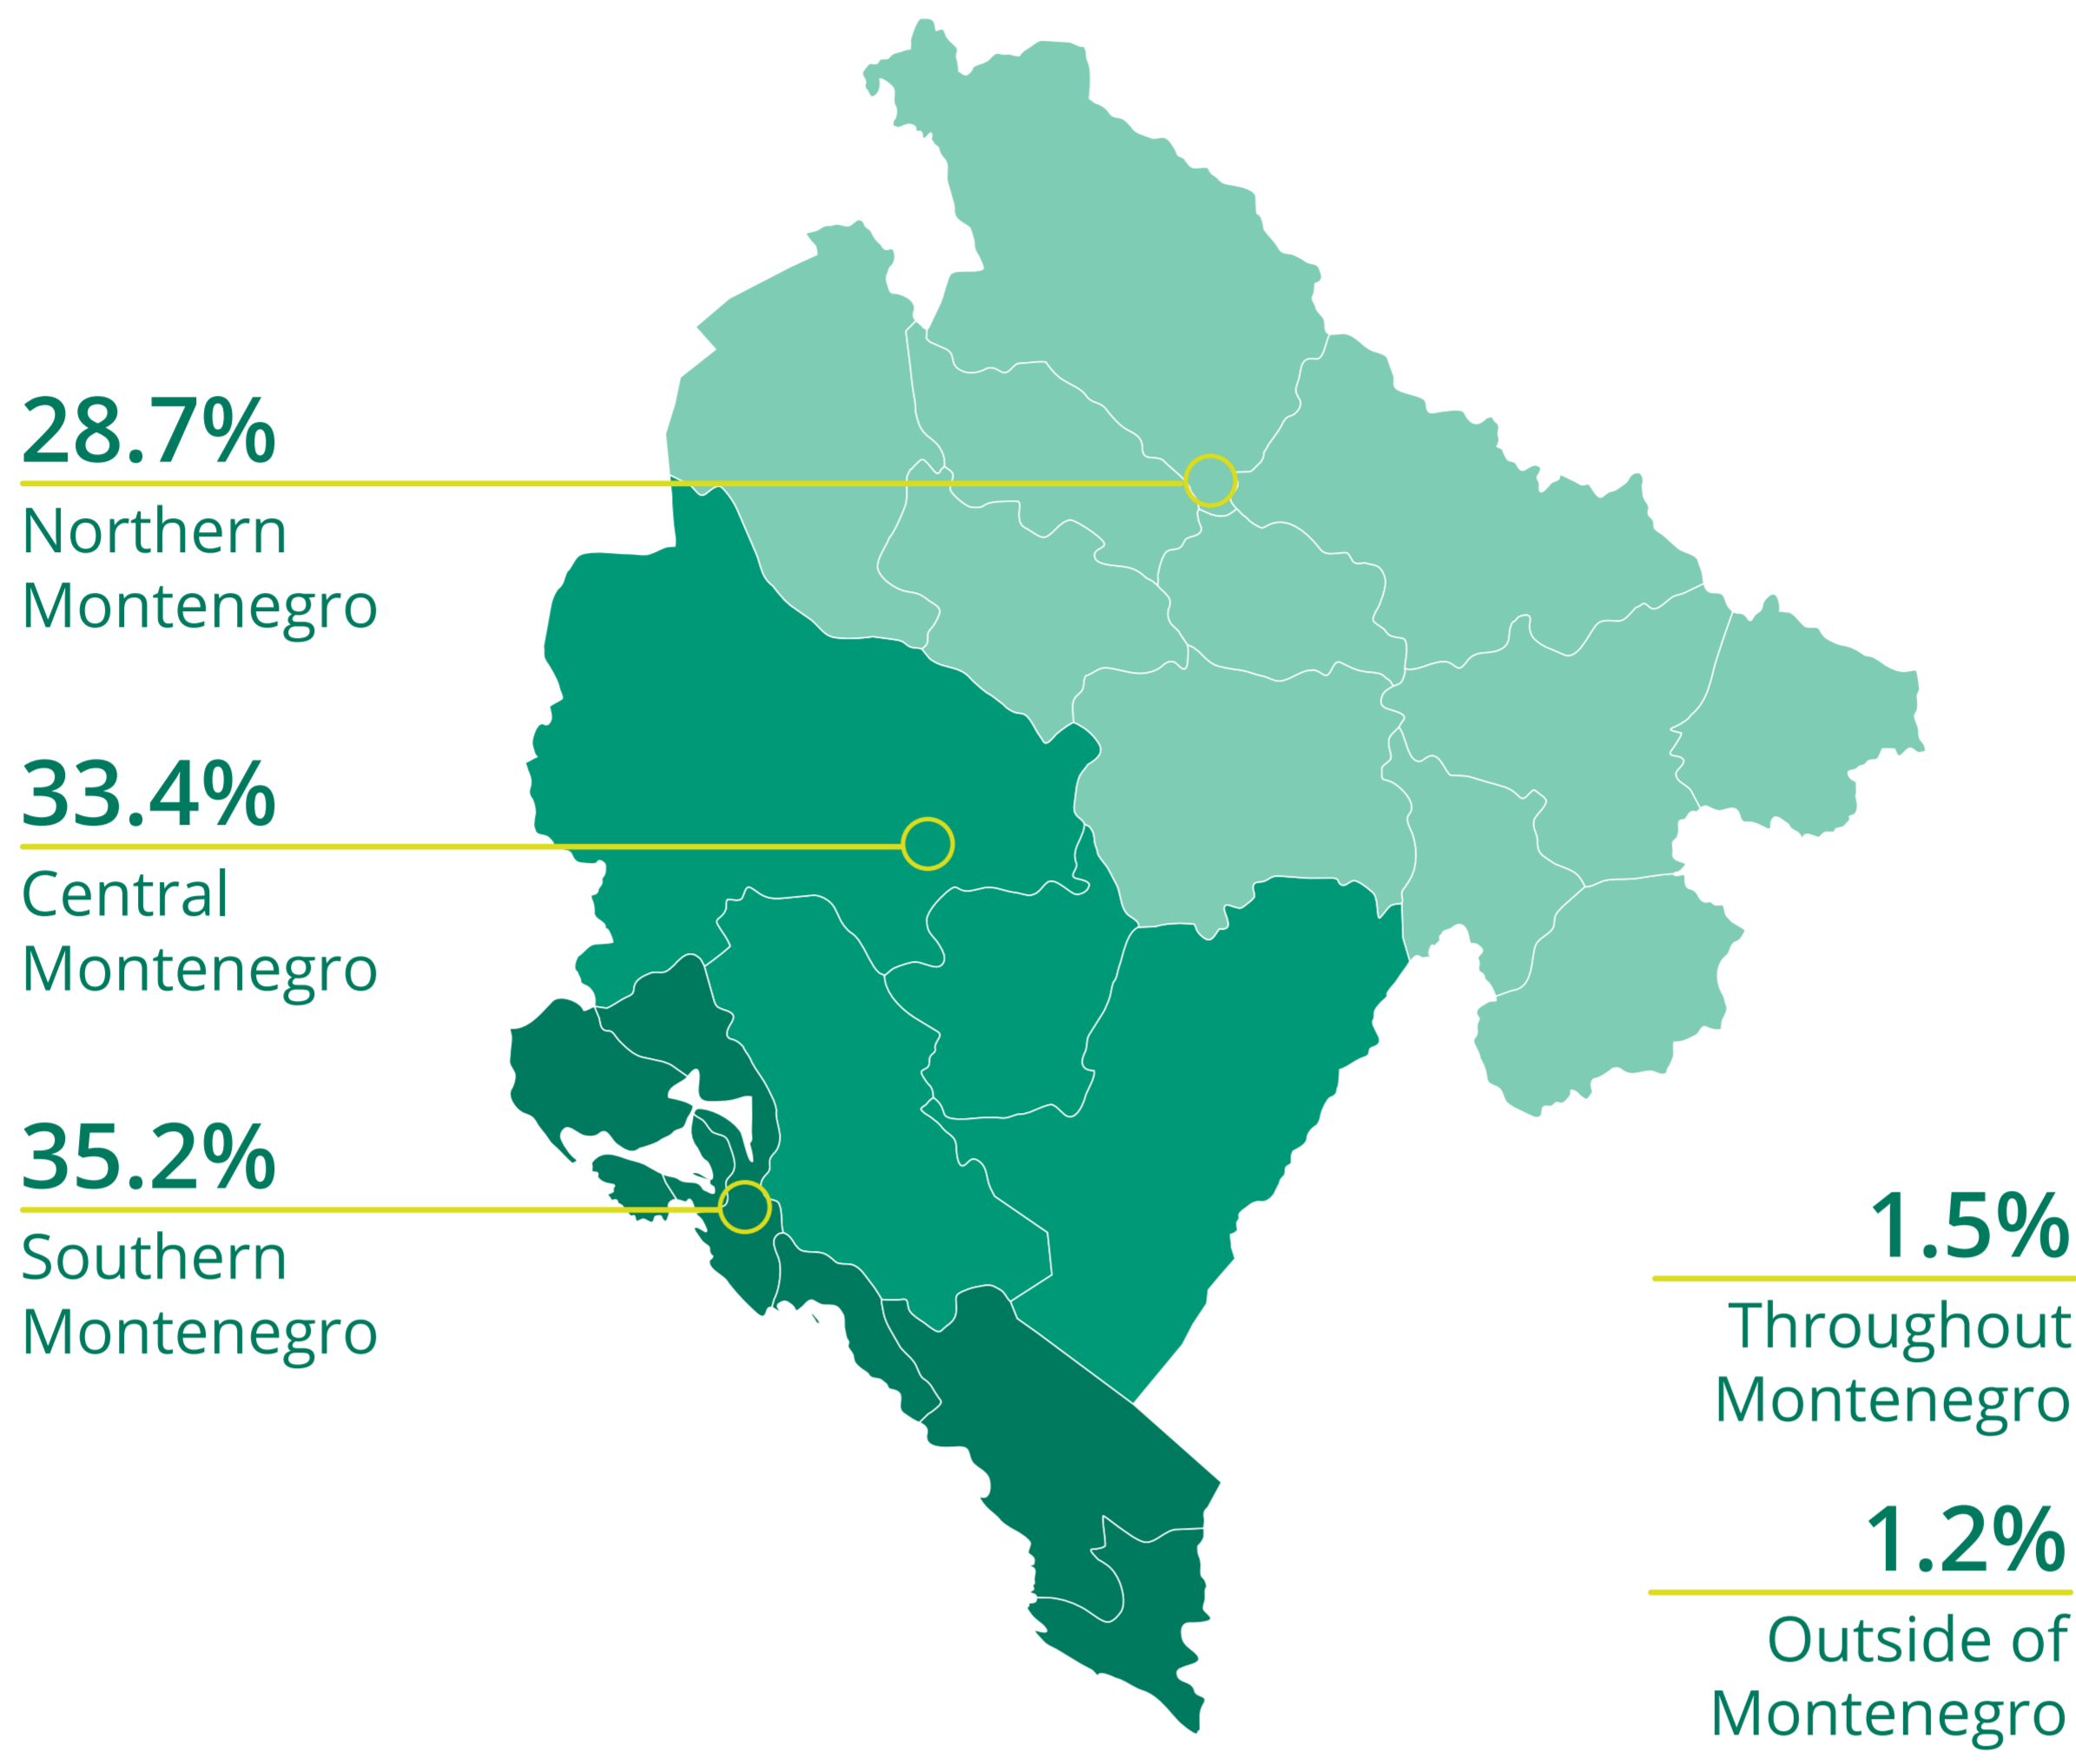 28.7%
Northern
Montenegro
33.4%
Central
Montenegro
35.2%
Southern
Montenegro
1.5%
Throughout
Montenegro
1.2%
Outside of
Montenegro